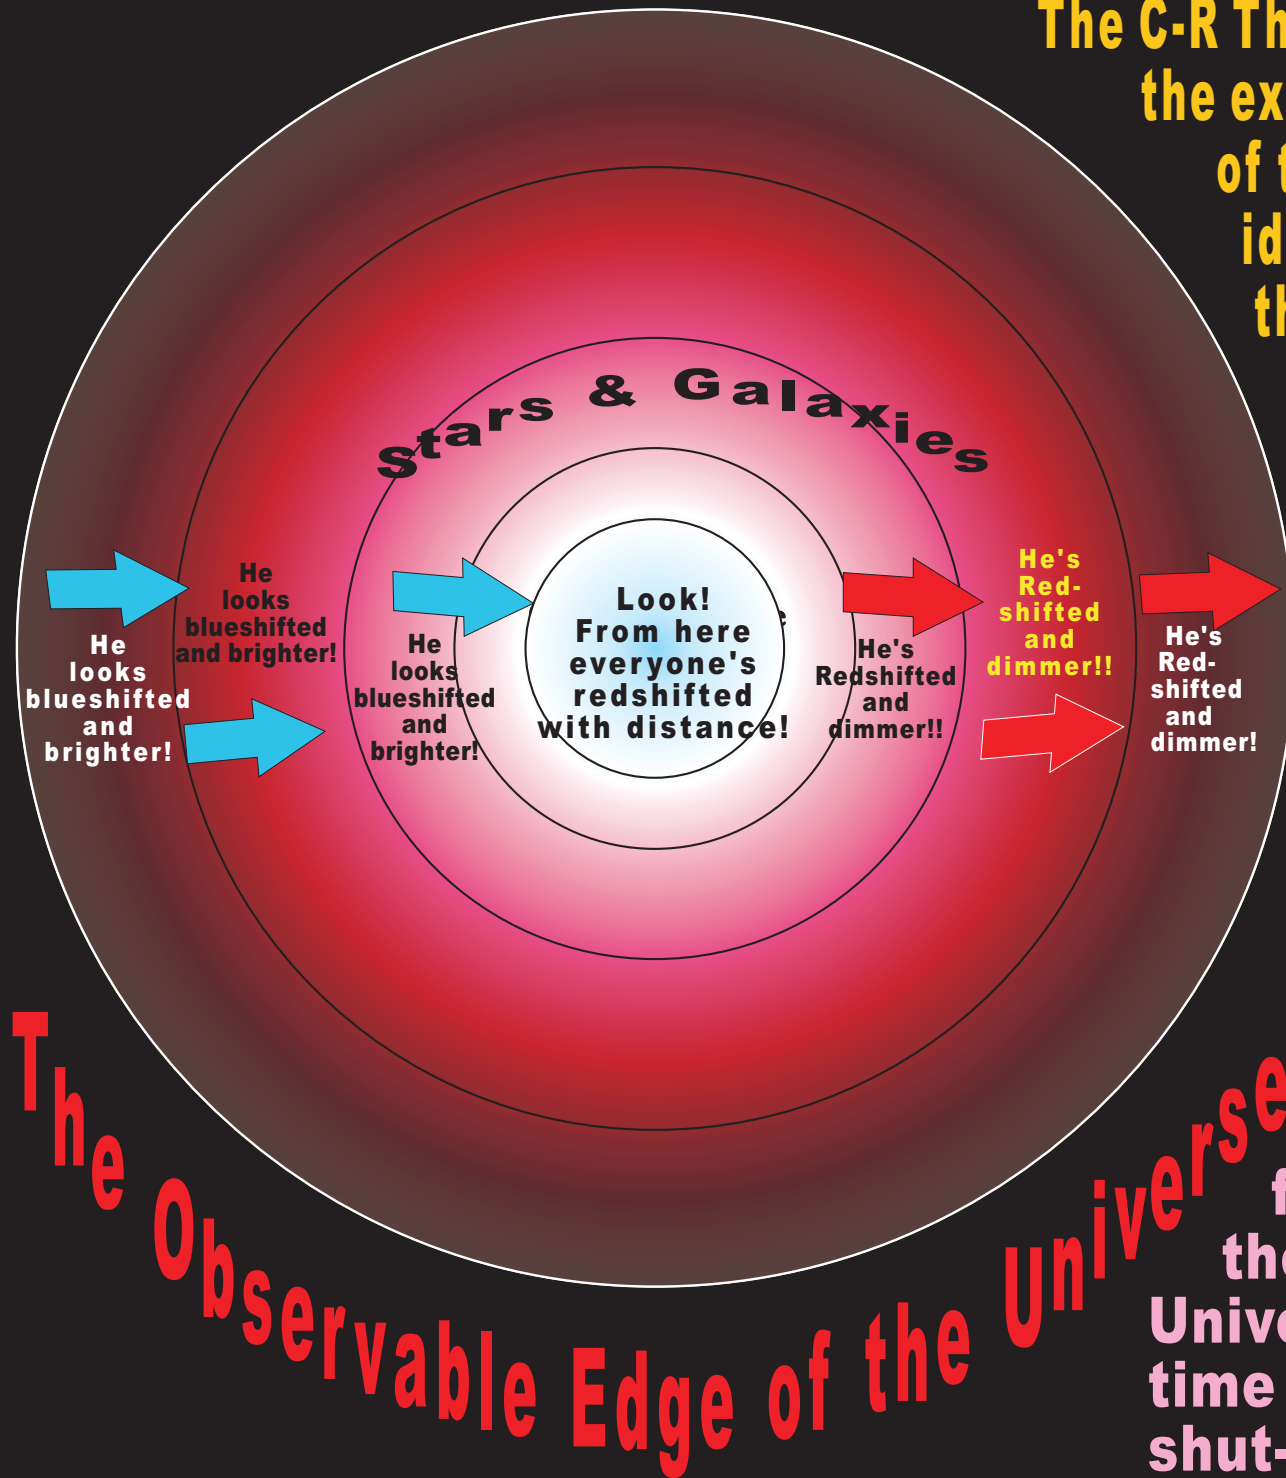 The C-R Th
the ex
of t
id
th
Stars & Galaxies
He
looks
blueshifted
and
brighter!
He
looks
blueshifted
and brighter!
He
looks
blueshifted
and
brighter!
Look!
From here
everyone's
redshifted
with distance!
He's
Redshifted
and
dimmer!!
He's
Red-
shifted
and
dimmer!!
He's
Red-
shifted
and
dimmer!
The Observable Edge of the Universe
f
the
Unive
time
shut-